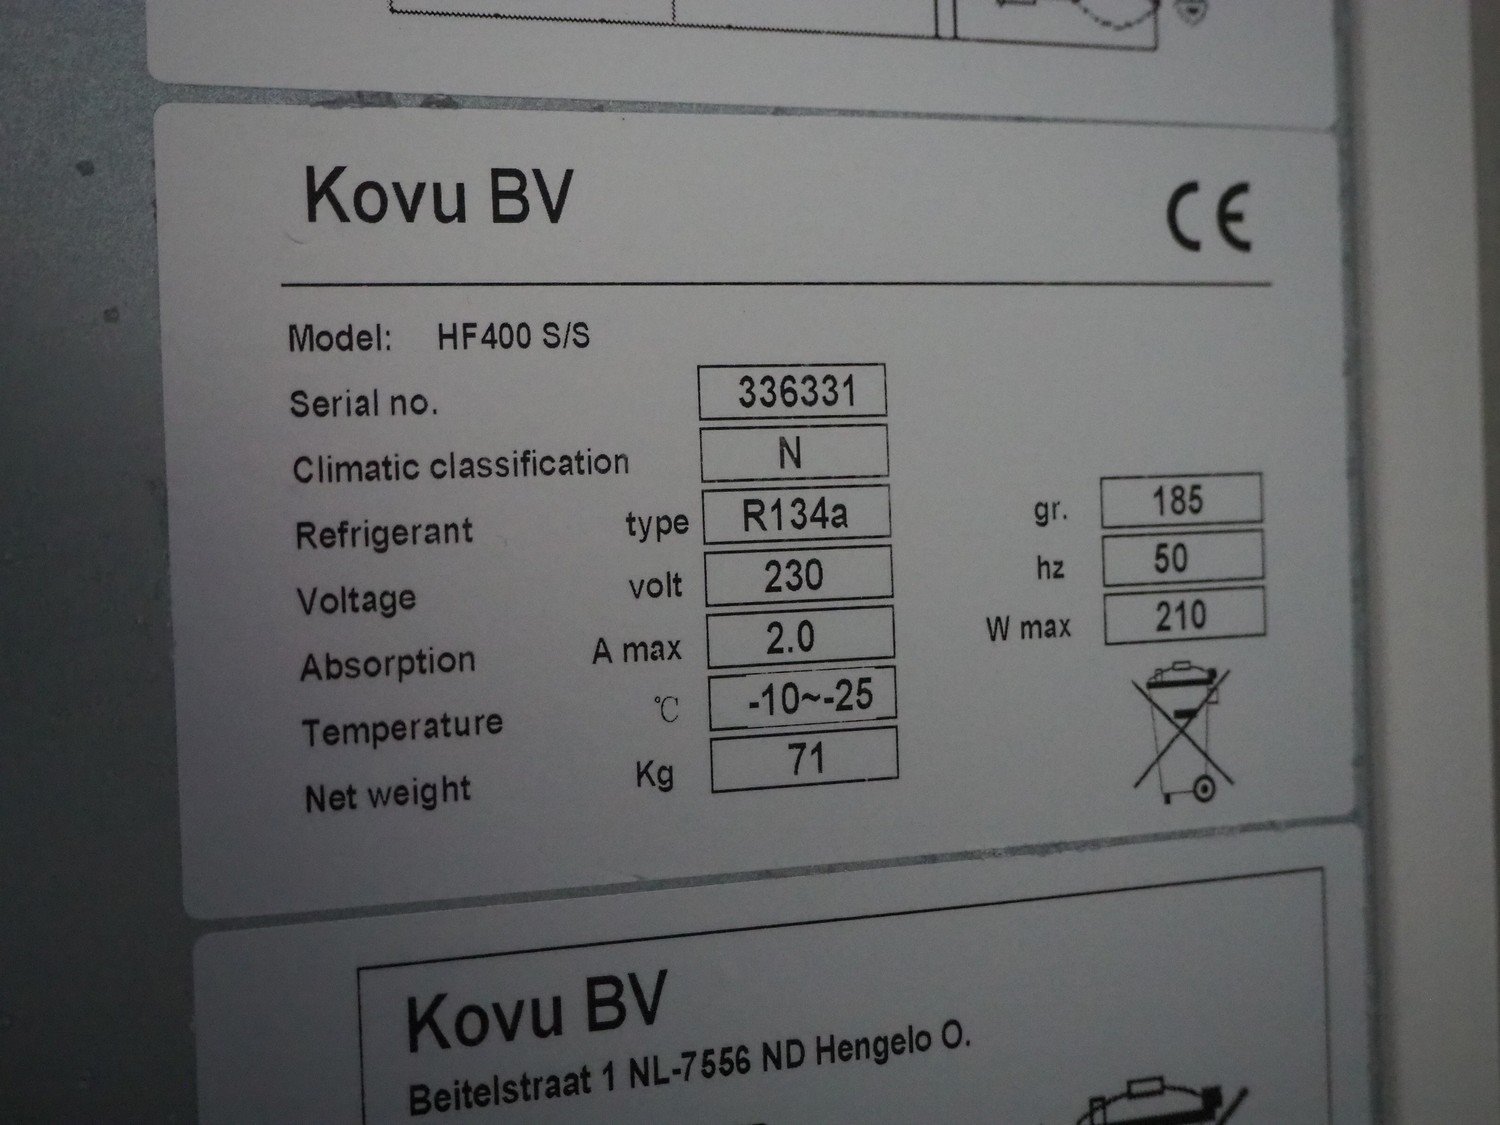 Kovu BV
CE
Model: HF400 S/S
Serial no. 336331
Climatic classification N
Refrigerant type R134a gr. 185
Voltage volt 230 hz 50
Absorption A max 2.0 W max 210
Temperature °C -10~-25
Net weight Kg 71
Kovu BV
Beitelstraat 1 NL-7556 ND Hengelo O.